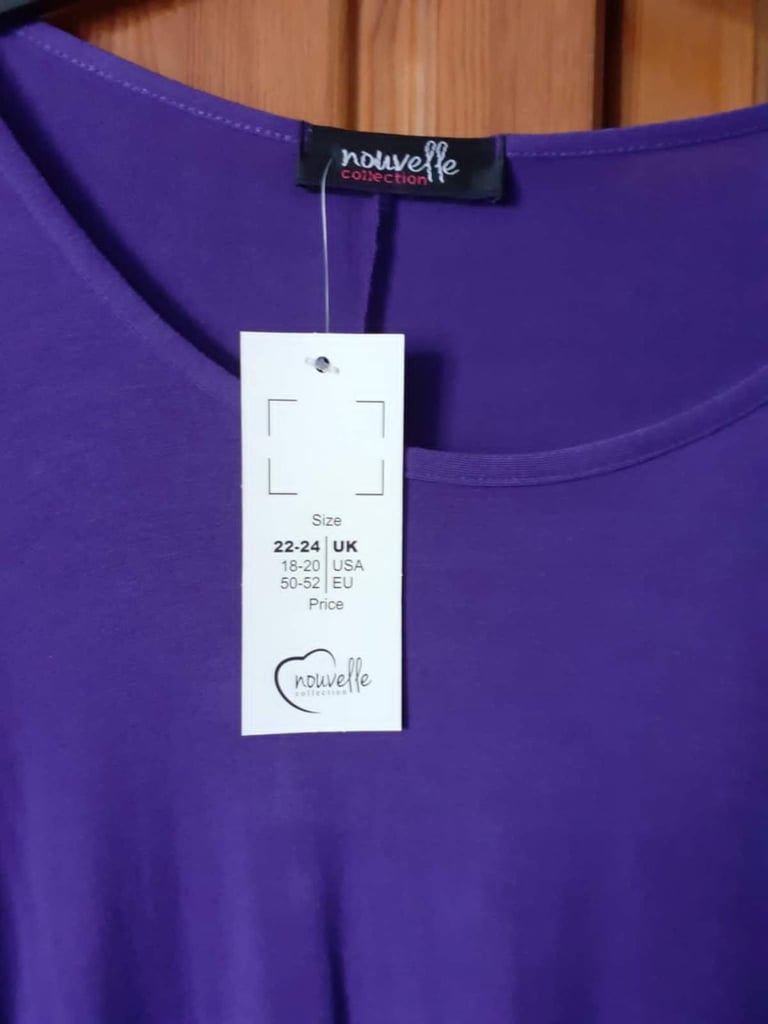 nouvelle
collection
Size
22-24 UK
18-20 USA
50-52 EU
Price
nouvelle
collection